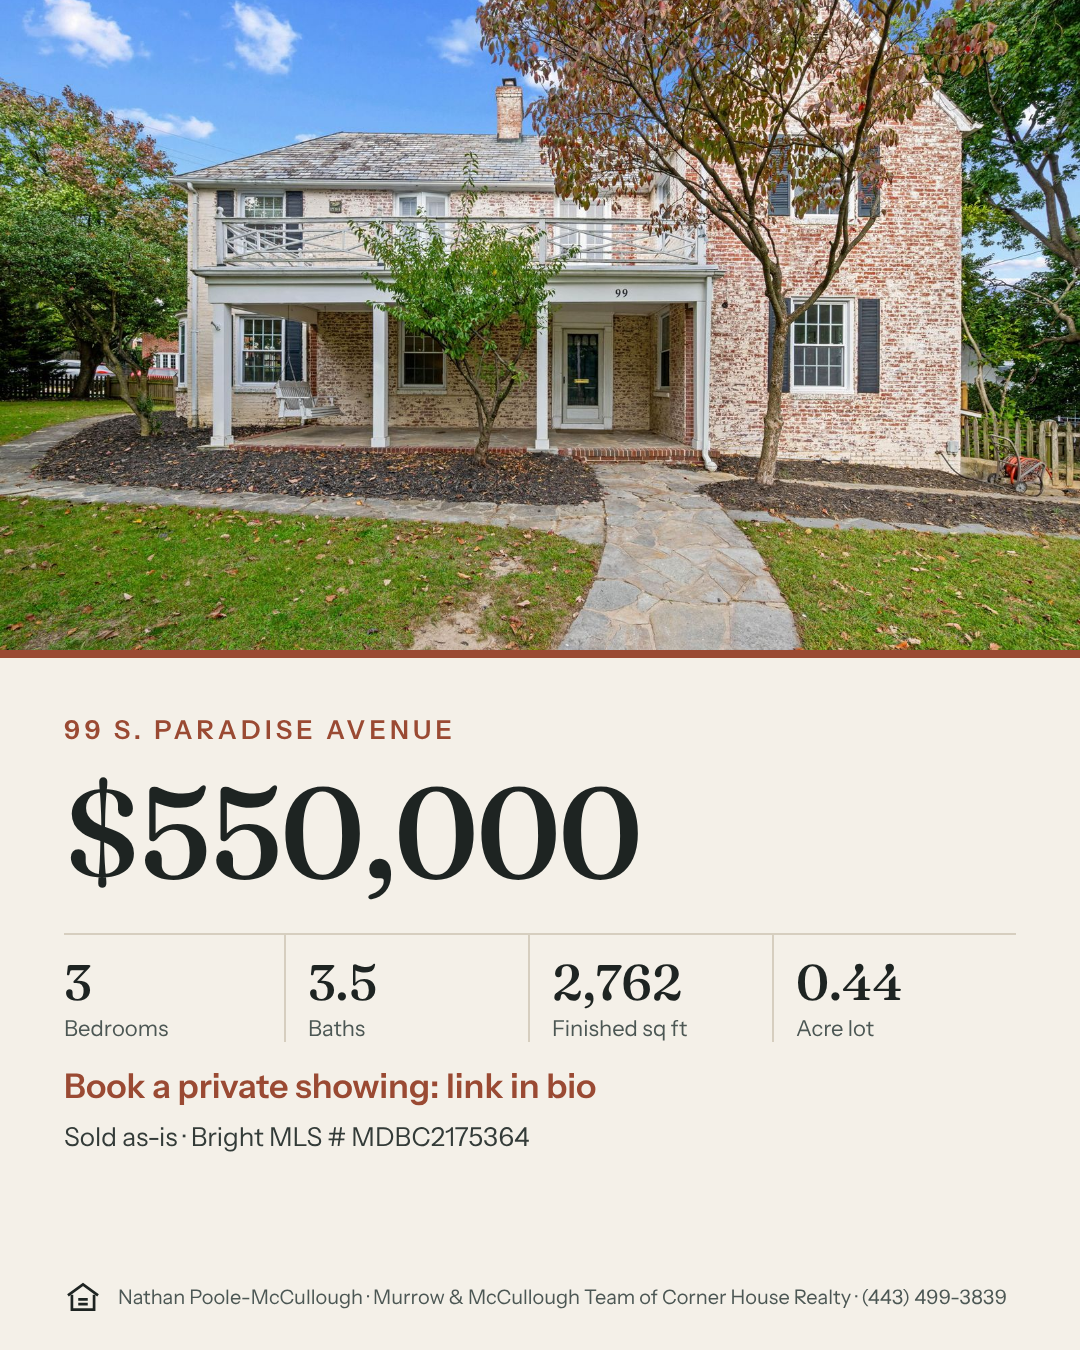 99
99 S. PARADISE AVENUE
$550,000
3
Bedrooms
3.5
Baths
2,762
Finished sq ft
0.44
Acre lot
Book a private showing: link in bio
Sold as-is · Bright MLS # MDBC2175364
Nathan Poole-McCullough · Murrow & McCullough Team of Corner House Realty · (443) 499-3839